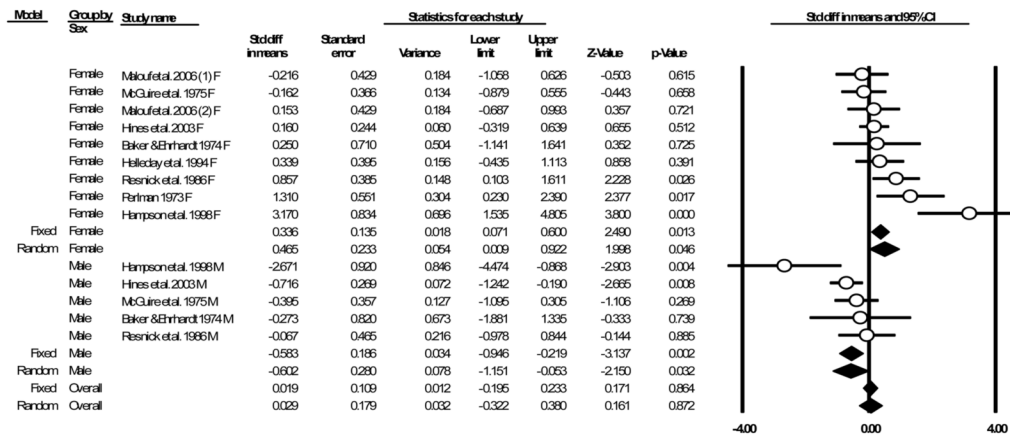 Model Group by Sex Study name Statistics for each study Std diff in means and 95% CI
Std diff in means Standard error Variance Lower limit Upper limit Z-Value p-Value
Female Malouf et al. 2006 (1) F -0.216 0.429 0.184 -1.058 0.626 -0.503 0.615
Female McGuire et al. 1975 F -0.162 0.366 0.134 -0.879 0.555 -0.443 0.658
Female Malouf et al. 2006 (2) F 0.153 0.429 0.184 -0.687 0.993 0.357 0.721
Female Hines et al. 2003 F 0.160 0.244 0.060 -0.319 0.639 0.655 0.512
Female Baker & Ehrhardt 1974 F 0.250 0.710 0.504 -1.141 1.641 0.352 0.725
Female Helleday et al. 1994 F 0.339 0.395 0.156 -0.435 1.113 0.858 0.391
Female Resnick et al. 1986 F 0.857 0.385 0.148 0.103 1.611 2.228 0.026
Female Perlman 1973 F 1.310 0.551 0.304 0.230 2.390 2.377 0.017
Female Hampson et al. 1998 F 3.170 0.834 0.696 1.535 4.805 3.800 0.000
Fixed Female 0.336 0.135 0.018 0.071 0.600 2.490 0.013
Random Female 0.465 0.233 0.054 0.009 0.922 1.998 0.046
Male Hampson et al. 1998 M -2.671 0.920 0.846 -4.474 -0.868 -2.903 0.004
Male Hines et al. 2003 M -0.716 0.269 0.072 -1.242 -0.190 -2.665 0.008
Male McGuire et al. 1975 M -0.395 0.357 0.127 -1.095 0.305 -1.106 0.269
Male Baker & Ehrhardt 1974 M -0.273 0.820 0.673 -1.881 1.335 -0.333 0.739
Male Resnick et al. 1986 M -0.067 0.465 0.216 -0.978 0.844 -0.144 0.885
Fixed Male -0.583 0.186 0.034 -0.946 -0.219 -3.137 0.002
Random Male -0.602 0.280 0.078 -1.151 -0.053 -2.150 0.032
Fixed Overall 0.019 0.109 0.012 -0.195 0.233 0.171 0.864
Random Overall 0.029 0.179 0.032 -0.322 0.380 0.161 0.872
-4.00 0.00 4.00